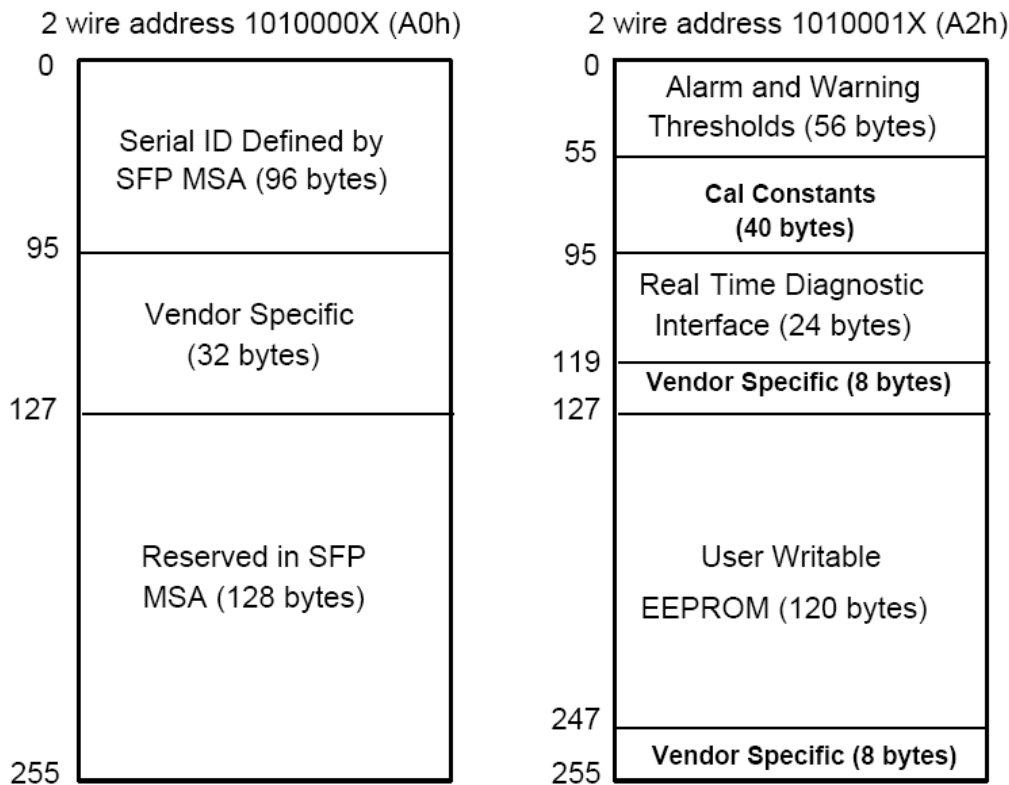 2 wire address 1010000X (A0h)
0
Serial ID Defined by
SFP MSA (96 bytes)
95
Vendor Specific
(32 bytes)
127
Reserved in SFP
MSA (128 bytes)
255
2 wire address 1010001X (A2h)
0
Alarm and Warning
Thresholds (56 bytes)
55
Cal Constants
(40 bytes)
95
Real Time Diagnostic
Interface (24 bytes)
119
Vendor Specific (8 bytes)
127
User Writable
EEPROM (120 bytes)
247
Vendor Specific (8 bytes)
255